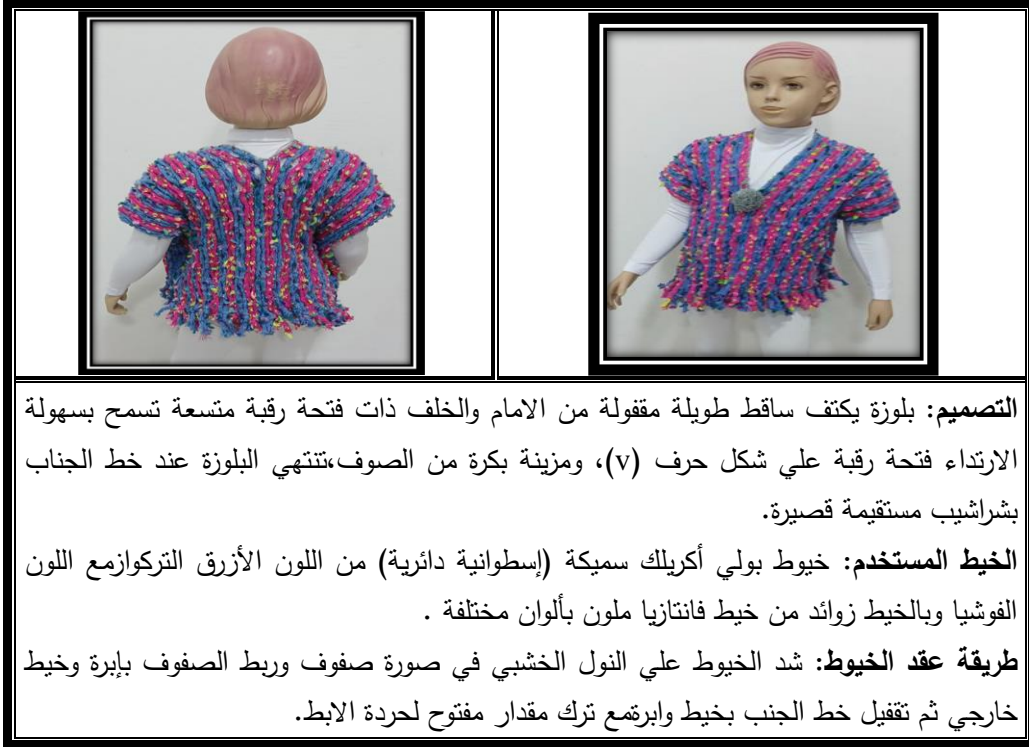 التصميم: بلوزة يكتف ساقط طويلة مقفولة من الامام والخلف ذات فتحة رقبة متسعة تسمح بسهولة
الارتداء فتحة رقبة علي شكل حرف (v)، ومزينة بكرة من الصوف،تنتهي البلوزة عند خط الجناب
بشراشيب مستقيمة قصيرة.
الخيط المستخدم: خيوط بولي أكريلك سميكة (إسطوانية دائرية) من اللون الأزرق التركوازمع اللون
الفوشيا وبالخيط زوائد من خيط فانتازيا ملون بألوان مختلفة .
طريقة عقد الخيوط: شد الخيوط علي النول الخشبي في صورة صفوف وربط الصفوف بإبرة وخيط
خارجي ثم تقفيل خط الجنب بخيط وابرةمع ترك مقدار مفتوح لحردة الابط.